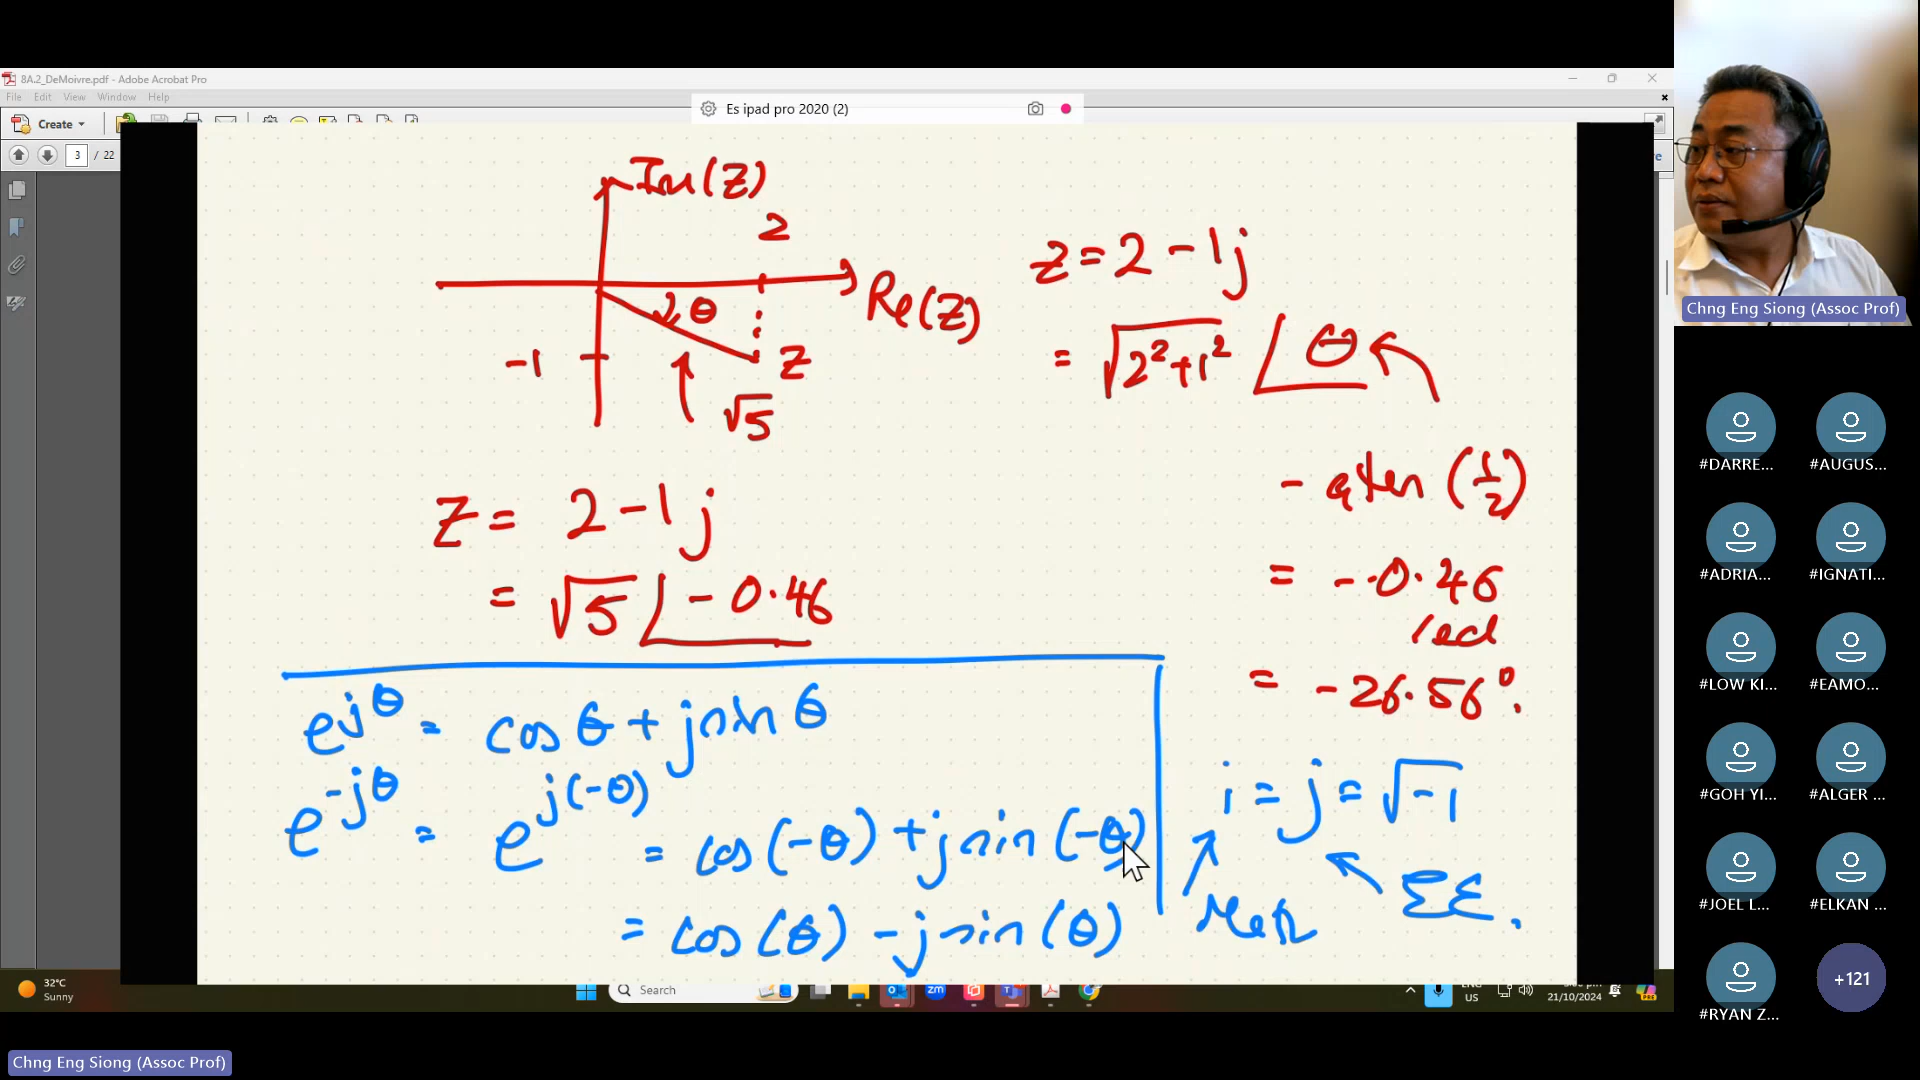 8A.2_DeMoivre.pdf - Adobe Acrobat Pro
File Edit View Window Help
Es ipad pro 2020 (2)
Create
3 / 22
Im(z)
2
Re(z)
θ
-1
z
√5
z = 2 - 1j
= √2²+1² ∠θ
- atan (1/2)
= -0.46
rad
= -26.56°.
z = 2 - 1j
= √5 ∠-0.46
e^jθ = cos θ + j sin θ
e^-jθ = e^j(-θ) = cos(-θ) + j sin(-θ)
= cos(θ) - j sin(θ)
i = j = √-1
Math
EE.
Chng Eng Siong (Assoc Prof)
#DARRE...
#AUGUS...
#ADRIA...
#IGNATI...
#LOW KI...
#EAMO...
#GOH YI...
#ALGER ...
#JOEL L...
#ELKAN ...
#RYAN Z...
+121
32°C
Sunny
Search
zm
US
21/10/2024
Chng Eng Siong (Assoc Prof)